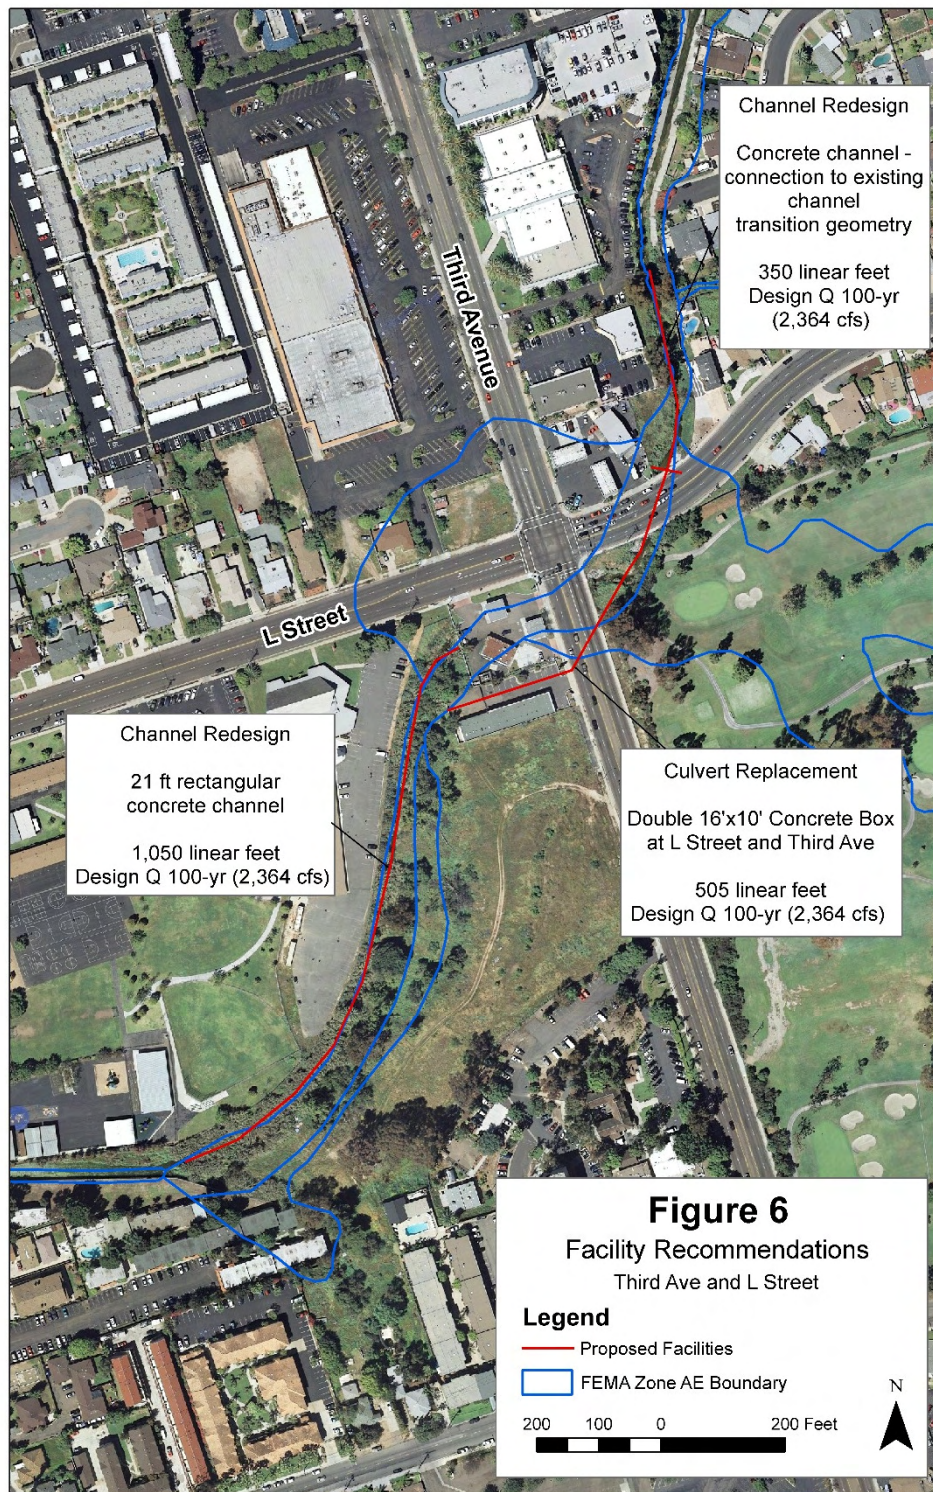 Channel Redesign
Concrete channel -
connection to existing
channel
transition geometry
350 linear feet
Design Q 100-yr
(2,364 cfs)
Third Avenue
L Street
Channel Redesign
21 ft rectangular
concrete channel
1,050 linear feet
Design Q 100-yr (2,364 cfs)
Culvert Replacement
Double 16'x10' Concrete Box
at L Street and Third Ave
505 linear feet
Design Q 100-yr (2,364 cfs)
Figure 6
Facility Recommendations
Third Ave and L Street
Legend
Proposed Facilities
FEMA Zone AE Boundary
N
200 100 0 200 Feet